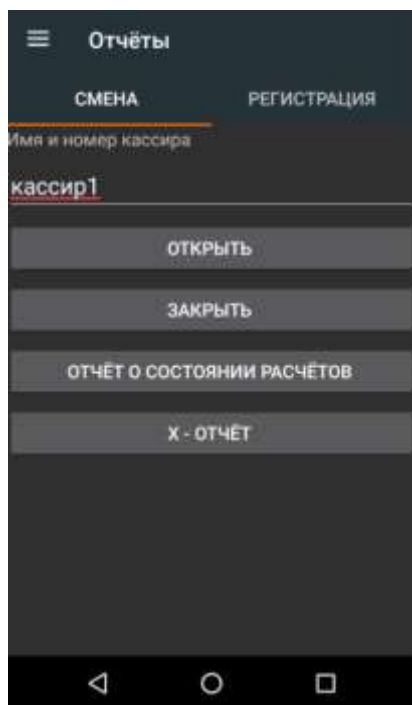 Отчёты
СМЕНА РЕГИСТРАЦИЯ
Имя и номер кассира
кассир1
ОТКРЫТЬ
ЗАКРЫТЬ
ОТЧЁТ О СОСТОЯНИИ РАСЧЁТОВ
X - ОТЧЁТ